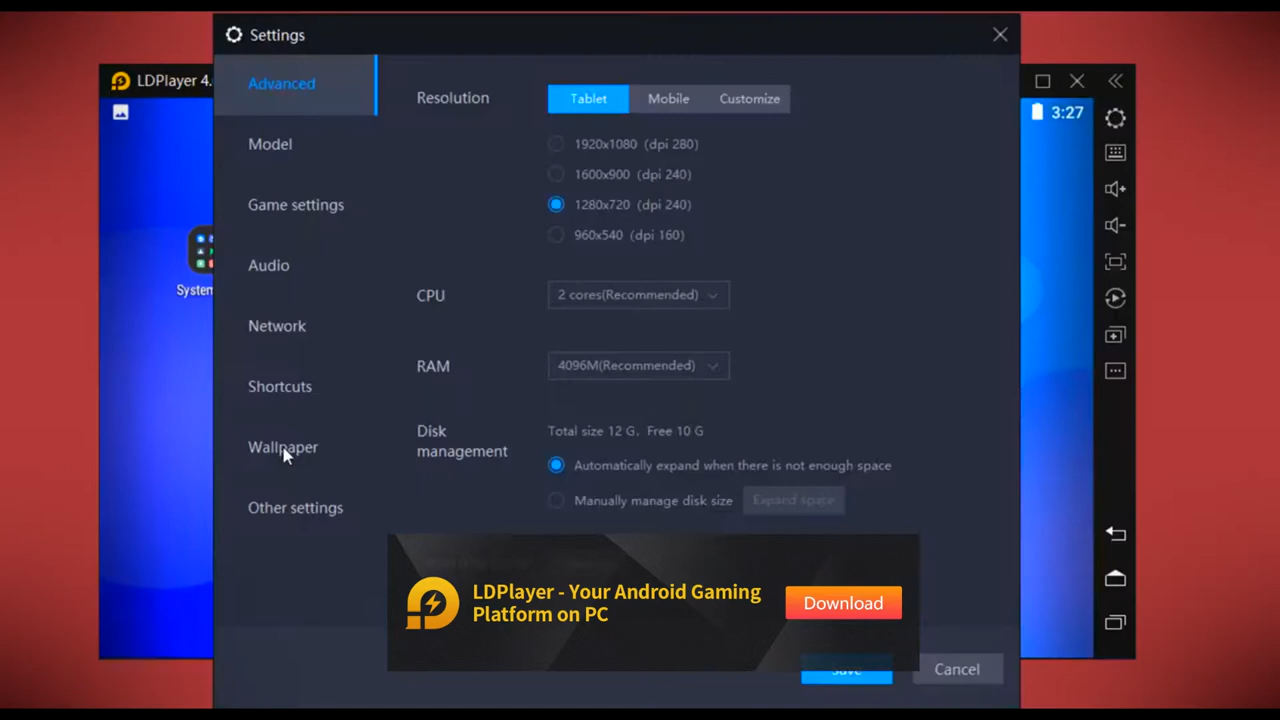 Settings
LDPlayer 4.
3:27
System
Advanced
Model
Game settings
Audio
Network
Shortcuts
Wallpaper
Other settings
Resolution
Tablet
Mobile
Customize
1920x1080 (dpi 280)
1600x900 (dpi 240)
1280x720 (dpi 240)
960x540 (dpi 160)
CPU
2 cores(Recommended)
RAM
4096M(Recommended)
Disk
management
Total size 12 G. Free 10 G
Automatically expand when there is not enough space
Manually manage disk size
Expand space
LDPlayer - Your Android Gaming
Platform on PC
Download
Save
Cancel